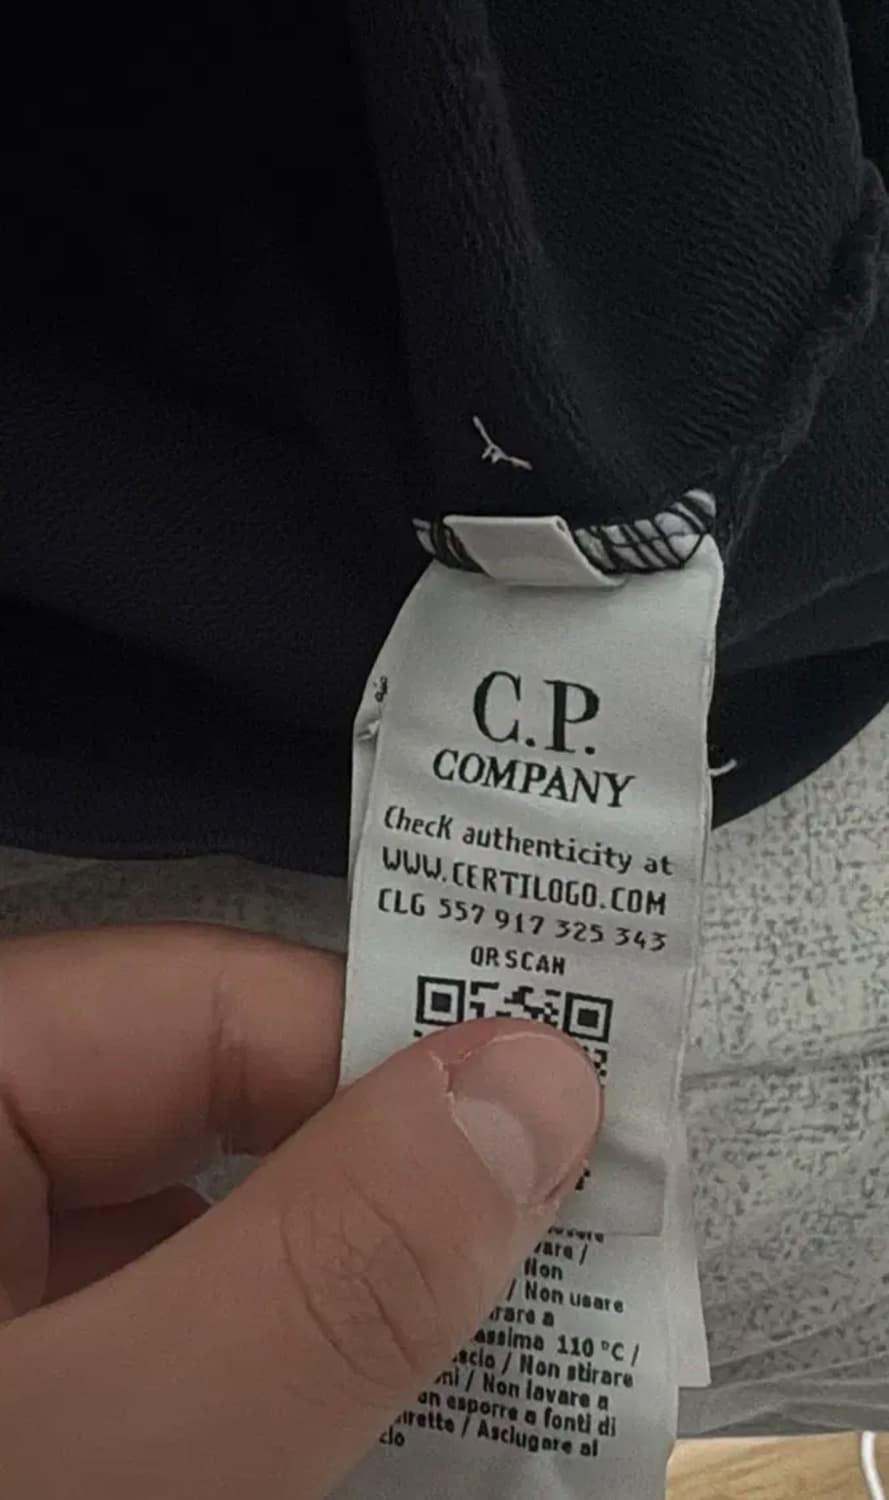 C.P.
COMPANY
Check authenticity at
WWW.CERTILOGO.COM
CLG 557 917 325 343
OR SCAN
/
Non
/ Non usare
a
110 °C /
/ Non stirare
/ Non lavare a
esporre a fonti di
/ Asciugare al